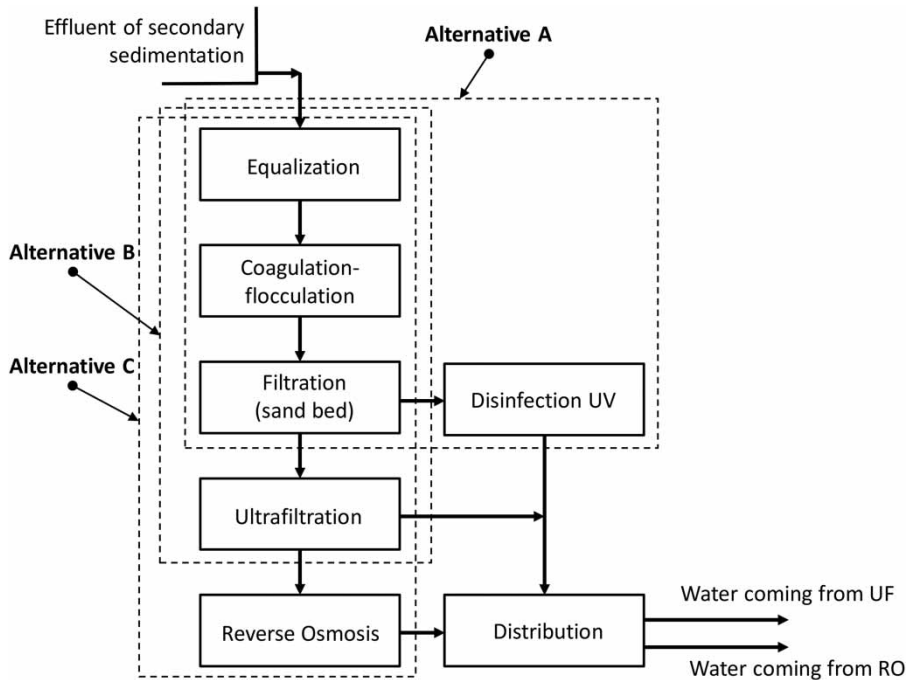 Effluent of secondary
sedimentation
Alternative A
Equalization
Alternative B
Coagulation-
flocculation
Alternative C
Filtration
(sand bed)
Disinfection UV
Ultrafiltration
Reverse Osmosis
Distribution
Water coming from UF
Water coming from RO